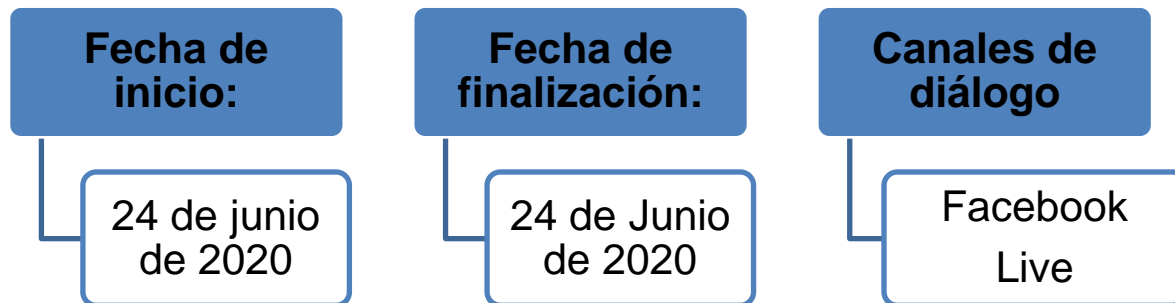 Fecha de
inicio:
24 de junio
de 2020
Fecha de
finalización:
24 de Junio
de 2020
Canales de
diálogo
Facebook
Live